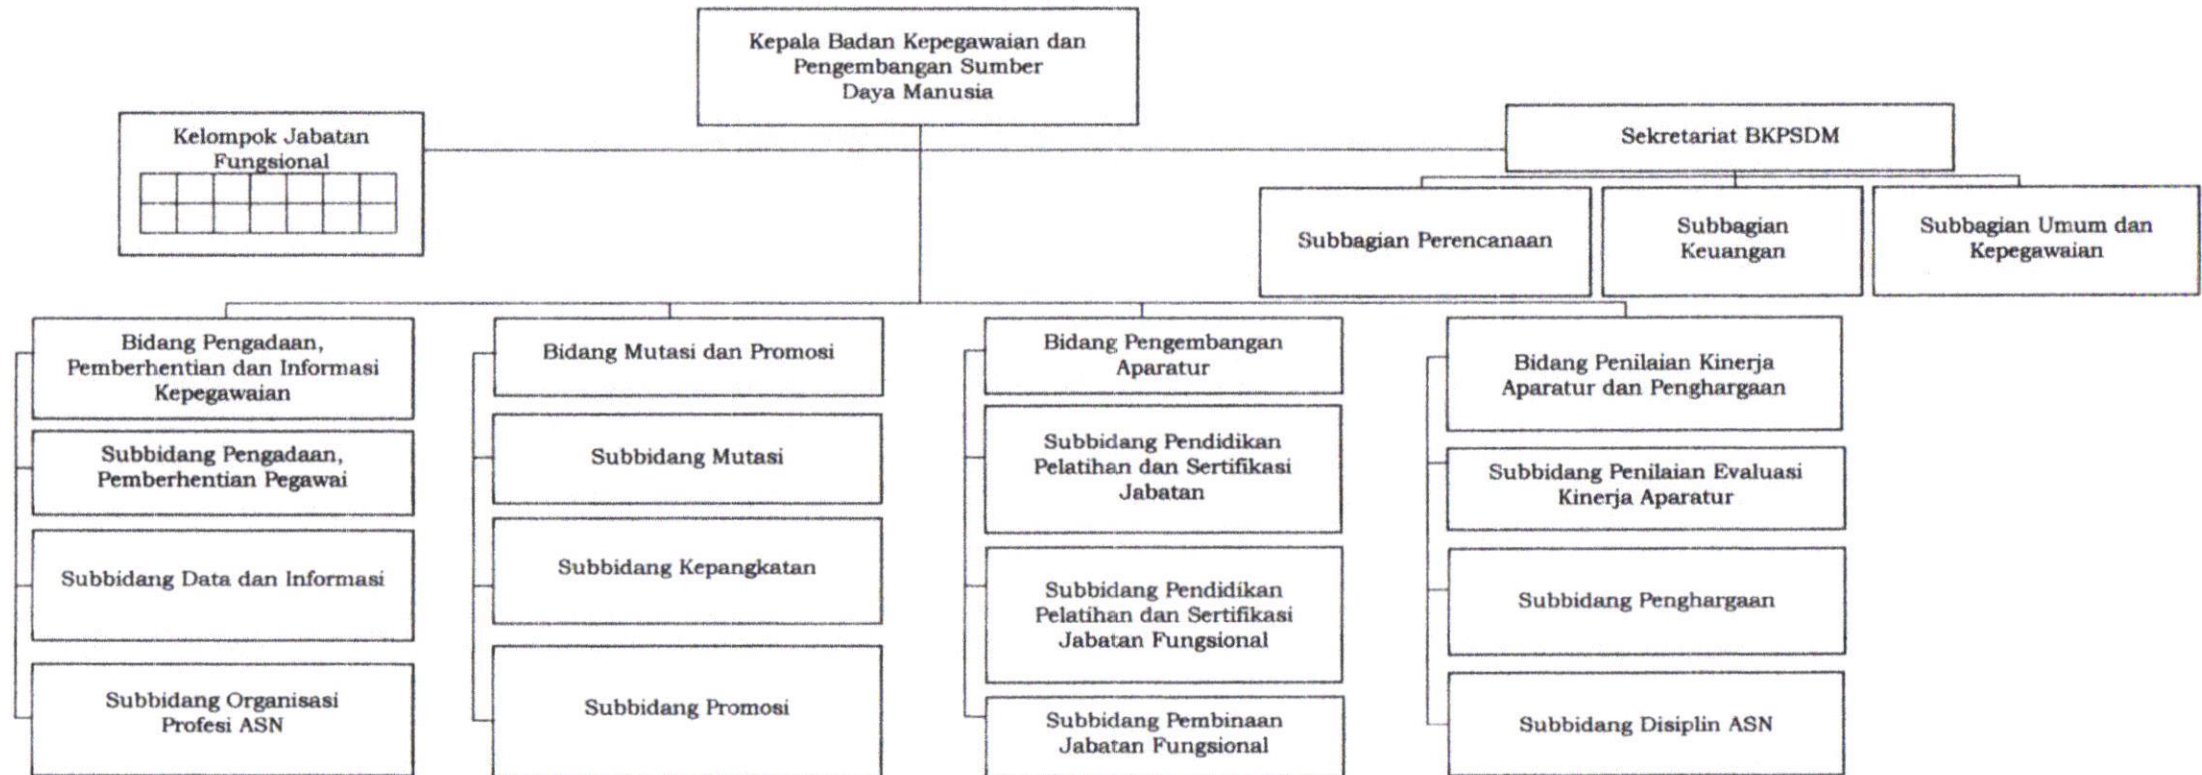 Kepala Badan Kepegawaian dan
Pengembangan Sumber
Daya Manusia
Kelompok Jabatan
Fungsional
Sekretariat BKPSDM
Subbagian Perencanaan
Subbagian
Keuangan
Subbagian Umum dan
Kepegawaian
Bidang Pengadaan,
Pemberhentian dan Informasi
Kepegawaian
Subbidang Pengadaan,
Pemberhentian Pegawai
Subbidang Data dan Informasi
Subbidang Organisasi
Profesi ASN
Bidang Mutasi dan Promosi
Subbidang Mutasi
Subbidang Kepangkatan
Subbidang Promosi
Bidang Pengembangan
Aparatur
Subbidang Pendidikan
Pelatihan dan Sertifikasi
Jabatan
Subbidang Pendidikan
Pelatihan dan Sertifikasi
Jabatan Fungsional
Subbidang Pembinaan
Jabatan Fungsional
Bidang Penilaian Kinerja
Aparatur dan Penghargaan
Subbidang Penilaian Evaluasi
Kinerja Aparatur
Subbidang Penghargaan
Subbidang Disiplin ASN